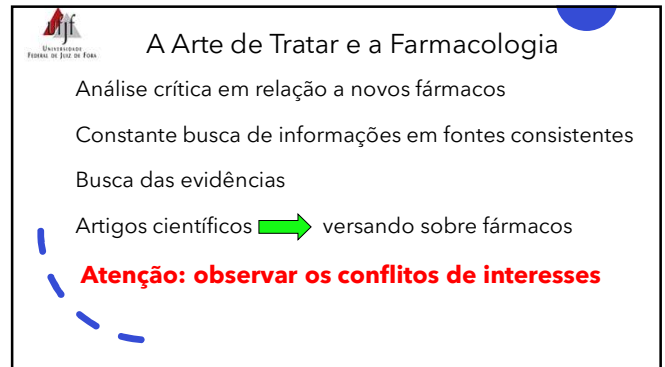 ufjf
UNIVERSIDADE
FEDERAL DE JUIZ DE FORA
A Arte de Tratar e a Farmacologia
Análise crítica em relação a novos fármacos
Constante busca de informações em fontes consistentes
Busca das evidências
Artigos científicos versando sobre fármacos
Atenção: observar os conflitos de interesses